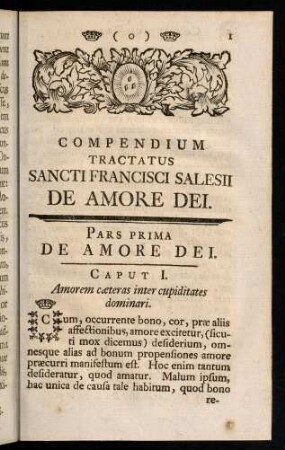 ( o ) 1
COMPENDIUM
TRACTATUS
SANCTI FRANCISCI SALESII
DE AMORE DEI.
PARS PRIMA
DE AMORE DEI.
CAPUT I.
Amorem cæteras inter cupiditates
dominari.
Cum, occurrente bono, cor, præ aliis
affectionibus, amore excitetur, (sicu-
ti mox dicemus) desiderium, om-
nesque alias ad bonum propensiones amore
præcurri manifestum est. Hoc enim tantum
desideratur, quod amatur. Malum ipsum,
hac unica de causa tale habitum, quod bono
re-